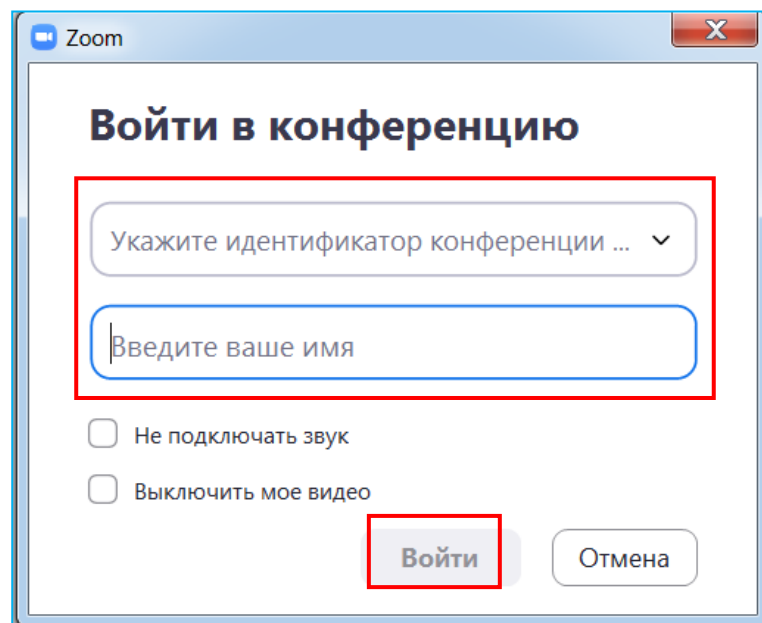 Zoom
Войти в конференцию
Укажите идентификатор конференции ...
Введите ваше имя
Не подключать звук
Выключить мое видео
Войти
Отмена